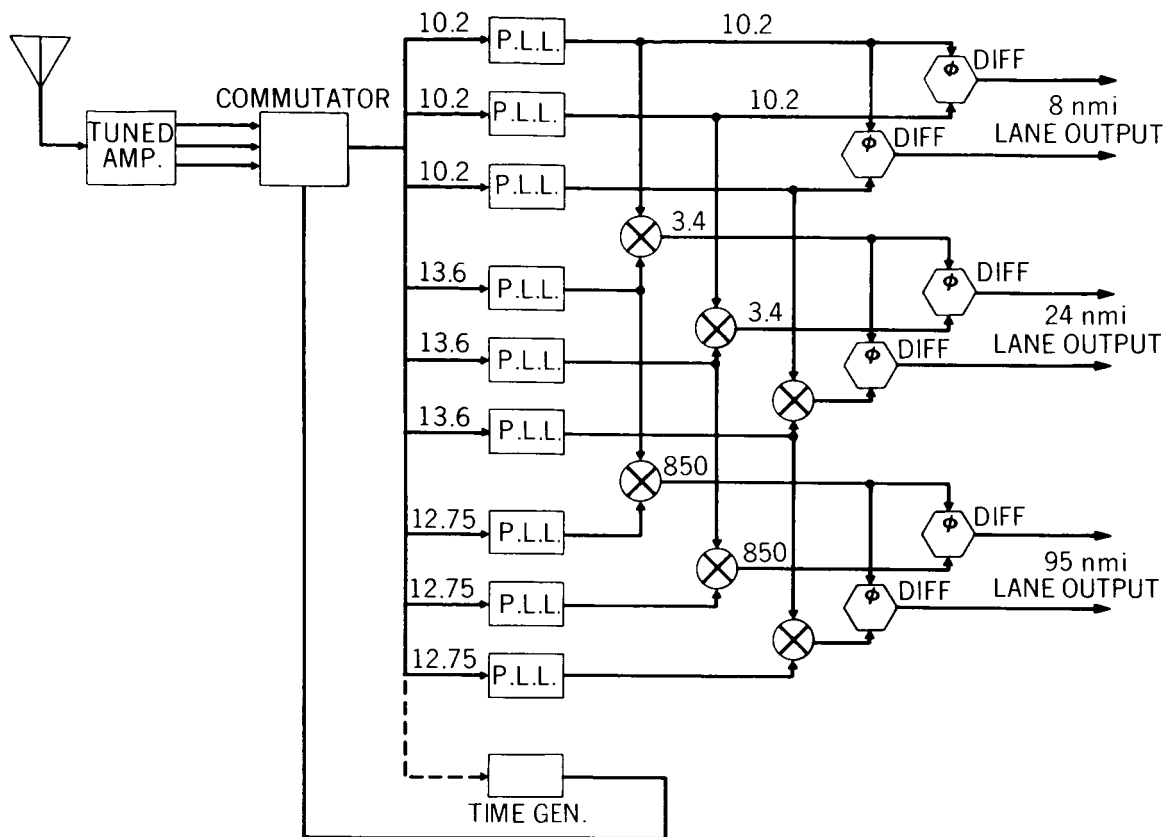 10.2
P.L.L.
10.2
ϕ
DIFF
COMMUTATOR
10.2
P.L.L.
10.2
8 nmi
LANE OUTPUT
TUNED
AMP.
ϕ
DIFF
10.2
P.L.L.
3.4
ϕ
DIFF
13.6
P.L.L.
3.4
24 nmi
LANE OUTPUT
13.6
P.L.L.
ϕ
DIFF
13.6
P.L.L.
850
ϕ
DIFF
12.75
P.L.L.
850
95 nmi
LANE OUTPUT
12.75
P.L.L.
ϕ
DIFF
12.75
P.L.L.
TIME GEN.